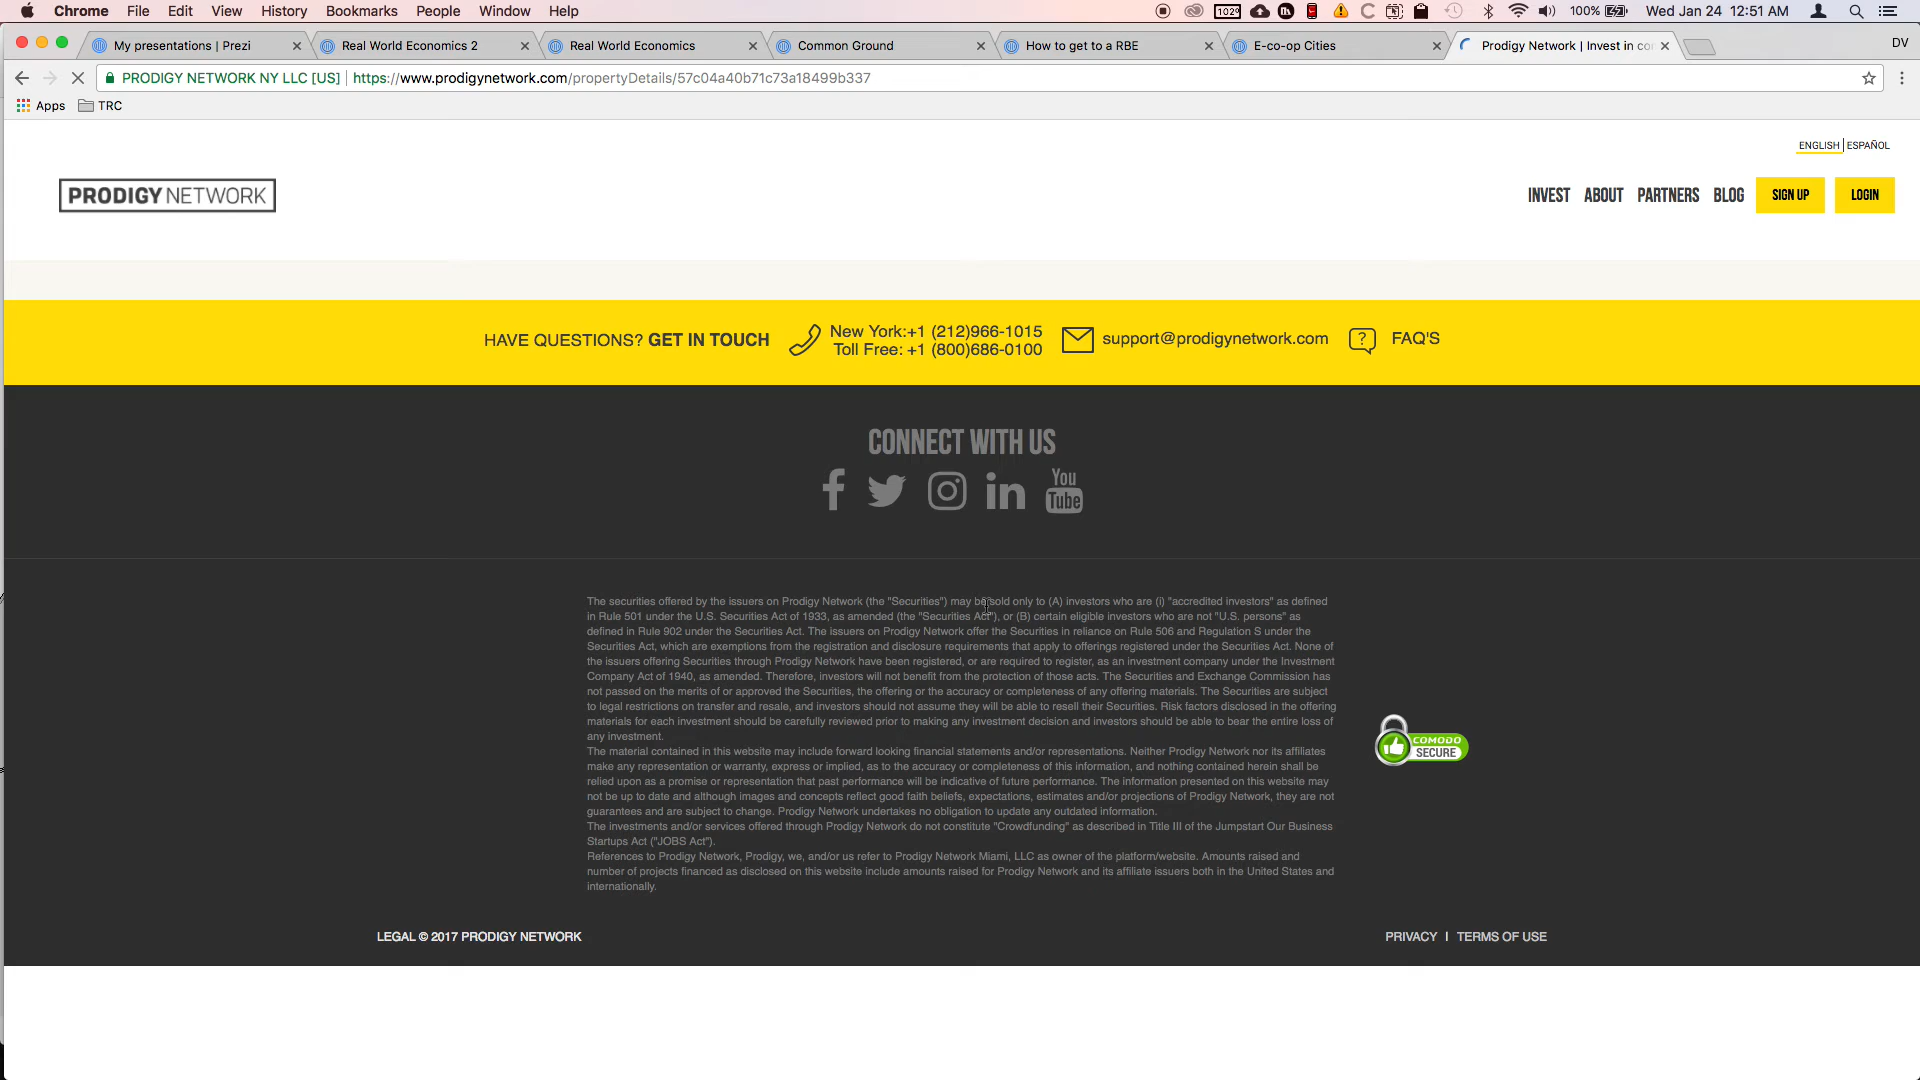 Chrome File Edit View History Bookmarks People Window Help 1029 100% Wed Jan 24 12:51 AM
My presentations | Prezi Real World Economics 2 Real World Economics Common Ground How to get to a RBE E-co-op Cities Prodigy Network | Invest in co DV
PRODIGY NETWORK NY LLC [US] | https://www.prodigynetwork.com/propertyDetails/57c04a40b71c73a18499b337
Apps TRC
ENGLISH | ESPAÑOL
PRODIGY NETWORK INVEST ABOUT PARTNERS BLOG SIGN UP LOGIN
HAVE QUESTIONS? GET IN TOUCH New York:+1 (212)966-1015 support@prodigynetwork.com ? FAQ'S
Toll Free: +1 (800)686-0100
CONNECT WITH US
You Tube
The securities offered by the issuers on Prodigy Network (the "Securities") may be sold only to (A) investors who are (i) "accredited investors" as defined
in Rule 501 under the U.S. Securities Act of 1933, as amended (the "Securities Act"), or (B) certain eligible investors who are not "U.S. persons" as
defined in Rule 902 under the Securities Act. The issuers on Prodigy Network offer the Securities in reliance on Rule 506 and Regulation S under the
Securities Act, which are exemptions from the registration and disclosure requirements that apply to offerings registered under the Securities Act. None of
the issuers offering Securities through Prodigy Network have been registered, or are required to register, as an investment company under the Investment
Company Act of 1940, as amended. Therefore, investors will not benefit from the protection of those acts. The Securities and Exchange Commission has
not passed on the merits of or approved the Securities, the offering or the accuracy or completeness of any offering materials. The Securities are subject
to legal restrictions on transfer and resale, and investors should not assume they will be able to resell their Securities. Risk factors disclosed in the offering
materials for each investment should be carefully reviewed prior to making any investment decision and investors should be able to bear the entire loss of
any investment.
The material contained in this website may include forward looking financial statements and/or representations. Neither Prodigy Network nor its affiliates
make any representation or warranty, express or implied, as to the accuracy or completeness of this information, and nothing contained herein shall be
relied upon as a promise or representation that past performance will be indicative of future performance. The information presented on this website may
not be up to date and although images and concepts reflect good faith beliefs, expectations, estimates and/or projections of Prodigy Network, they are not
guarantees and are subject to change. Prodigy Network undertakes no obligation to update any outdated information.
The investments and/or services offered through Prodigy Network do not constitute "Crowdfunding" as described in Title III of the Jumpstart Our Business
Startups Act ("JOBS Act").
References to Prodigy Network, Prodigy, we, and/or us refer to Prodigy Network Miami, LLC as owner of the platform/website. Amounts raised and
number of projects financed as disclosed on this website include amounts raised for Prodigy Network and its affiliate issuers both in the United States and
internationally.
COMODO
SECURE
LEGAL © 2017 PRODIGY NETWORK PRIVACY | TERMS OF USE